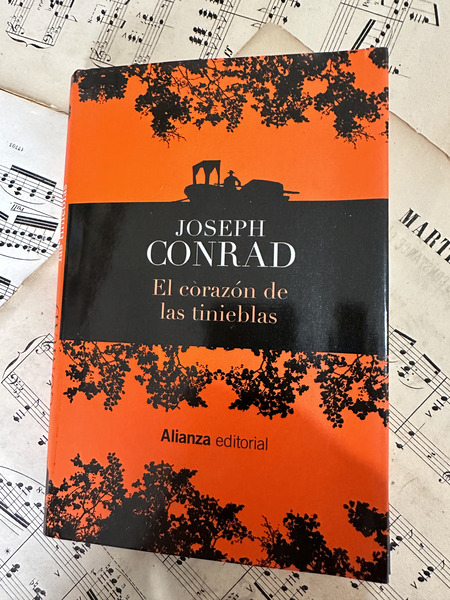 JOSEPH
CONRAD
El corazón de
las tinieblas
Alianza editorial
MARTE